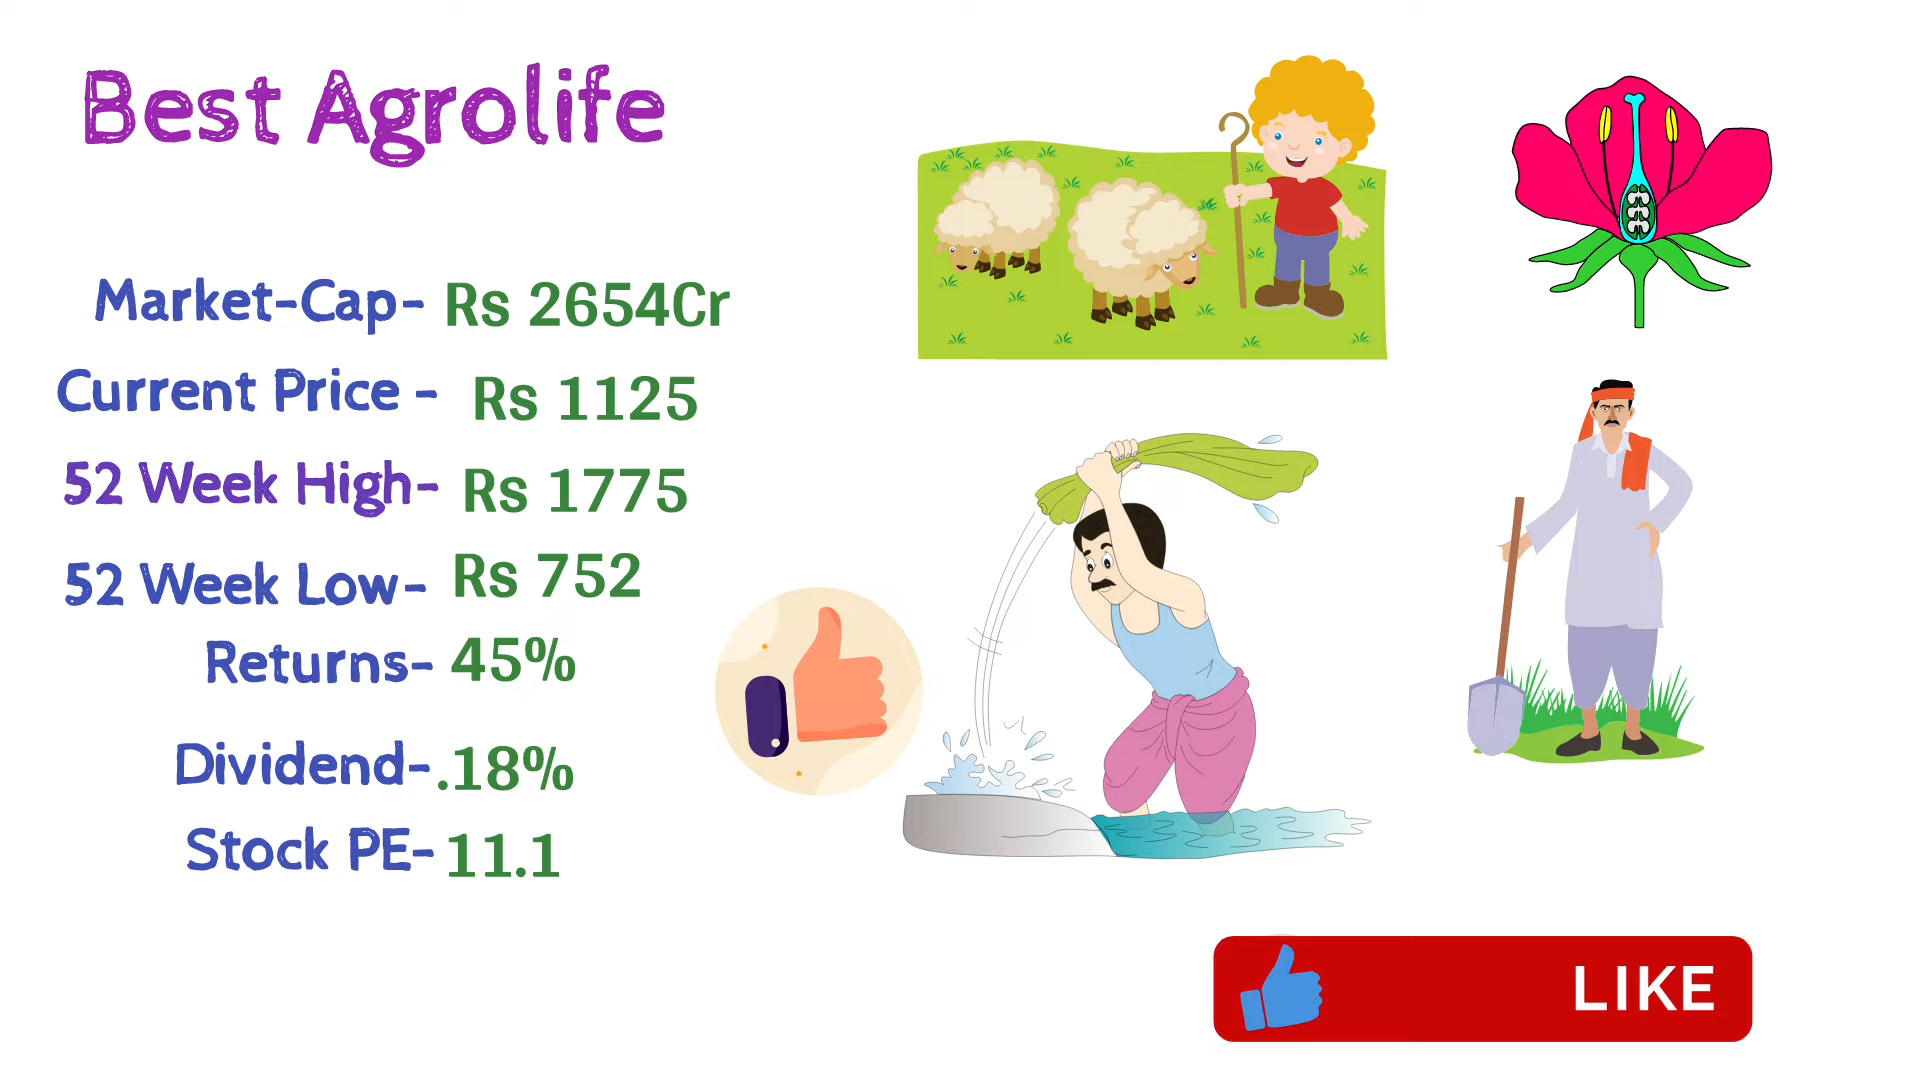 Best Agrolife
Market-Cap- Rs 2654Cr
Current Price - Rs 1125
52 Week High- Rs 1775
52 Week Low- Rs 752
Returns- 45%
Dividend- .18%
Stock PE- 11.1
LIKE